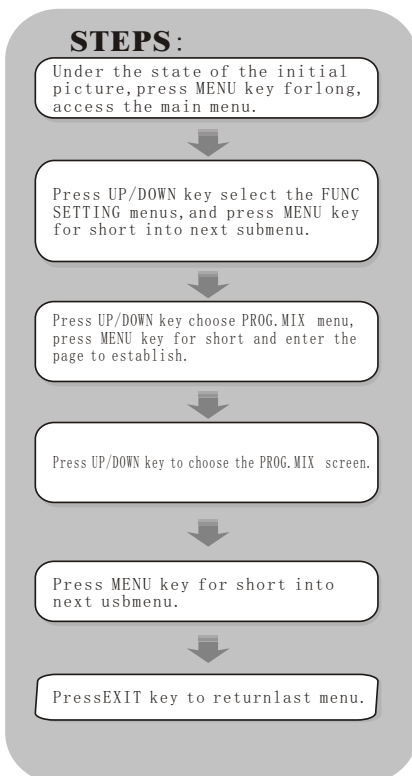 STEPS:
Under the state of the initial
picture,press MENU key forlong,
access the main menu.
Press UP/DOWN key select the FUNC
SETTING menus,and press MENU key
for short into next submenu.
Press UP/DOWN key choose PROG.MIX menu,
press MENU key for short and enter the
page to establish.
Press UP/DOWN key to choose the PROG.MIX screen.
Press MENU key for short into
next usbmenu.
PressEXIT key to returnlast menu.